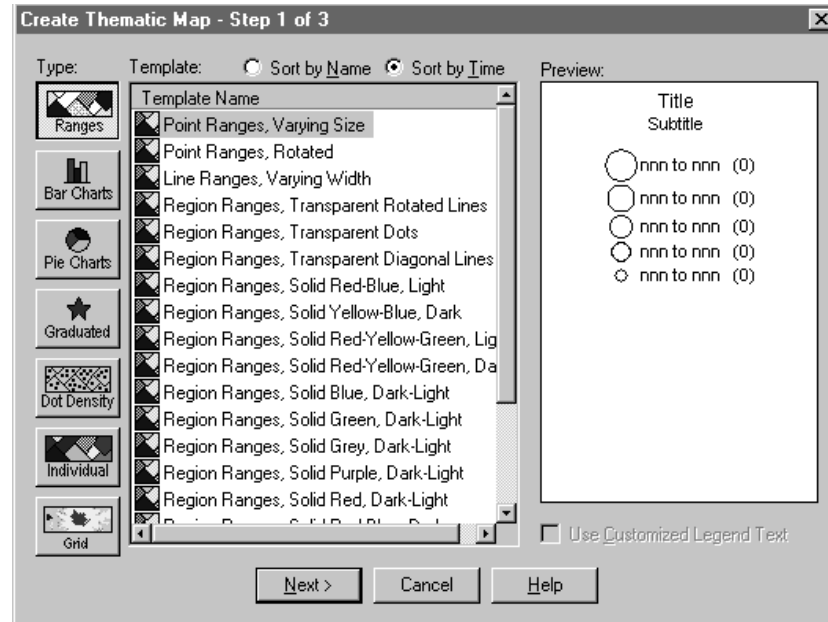 Create Thematic Map - Step 1 of 3
Type:
Template:
Sort by Name
Sort by Time
Preview:
Ranges
Bar Charts
Pie Charts
Graduated
Dot Density
Individual
Grid
Template Name
Point Ranges, Varying Size
Point Ranges, Rotated
Line Ranges, Varying Width
Region Ranges, Transparent Rotated Lines
Region Ranges, Transparent Dots
Region Ranges, Transparent Diagonal Lines
Region Ranges, Solid Red-Blue, Light
Region Ranges, Solid Yellow-Blue, Dark
Region Ranges, Solid Red-Yellow-Green, Lig
Region Ranges, Solid Red-Yellow-Green, Da
Region Ranges, Solid Blue, Dark-Light
Region Ranges, Solid Green, Dark-Light
Region Ranges, Solid Grey, Dark-Light
Region Ranges, Solid Purple, Dark-Light
Region Ranges, Solid Red, Dark-Light
Title
Subtitle
nnn to nnn (0)
nnn to nnn (0)
nnn to nnn (0)
nnn to nnn (0)
nnn to nnn (0)
Use Customized Legend Text
Next >
Cancel
Help